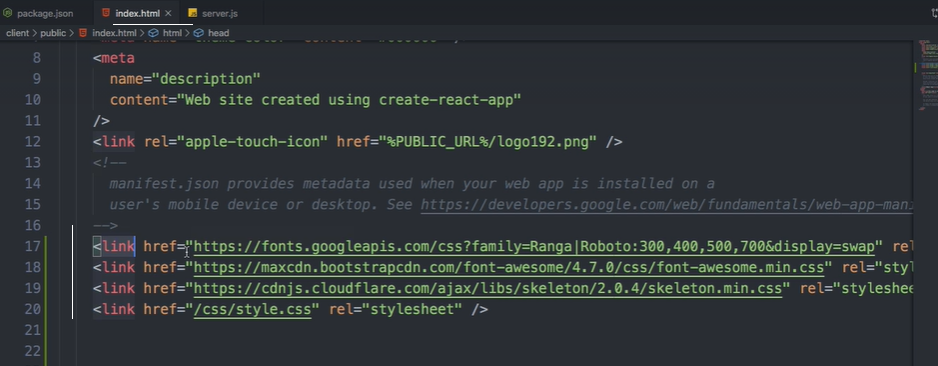 package.json
index.html
server.js
client > public > index.html > html > head
8 <meta
9 name="description"
10 content="Web site created using create-react-app"
11 />
12 <link rel="apple-touch-icon" href="%PUBLIC_URL%/logo192.png" />
13 <!--
14 manifest.json provides metadata used when your web app is installed on a
15 user's mobile device or desktop. See https://developers.google.com/web/fundamentals/web-app-mani
16 -->
17 <link href="https://fonts.googleapis.com/css?family=Ranga|Roboto:300,400,500,700&display=swap" rel
18 <link href="https://maxcdn.bootstrapcdn.com/font-awesome/4.7.0/css/font-awesome.min.css" rel="styl
19 <link href="https://cdnjs.cloudflare.com/ajax/libs/skeleton/2.0.4/skeleton.min.css" rel="styleshee
20 <link href="/css/style.css" rel="stylesheet" />
21
22